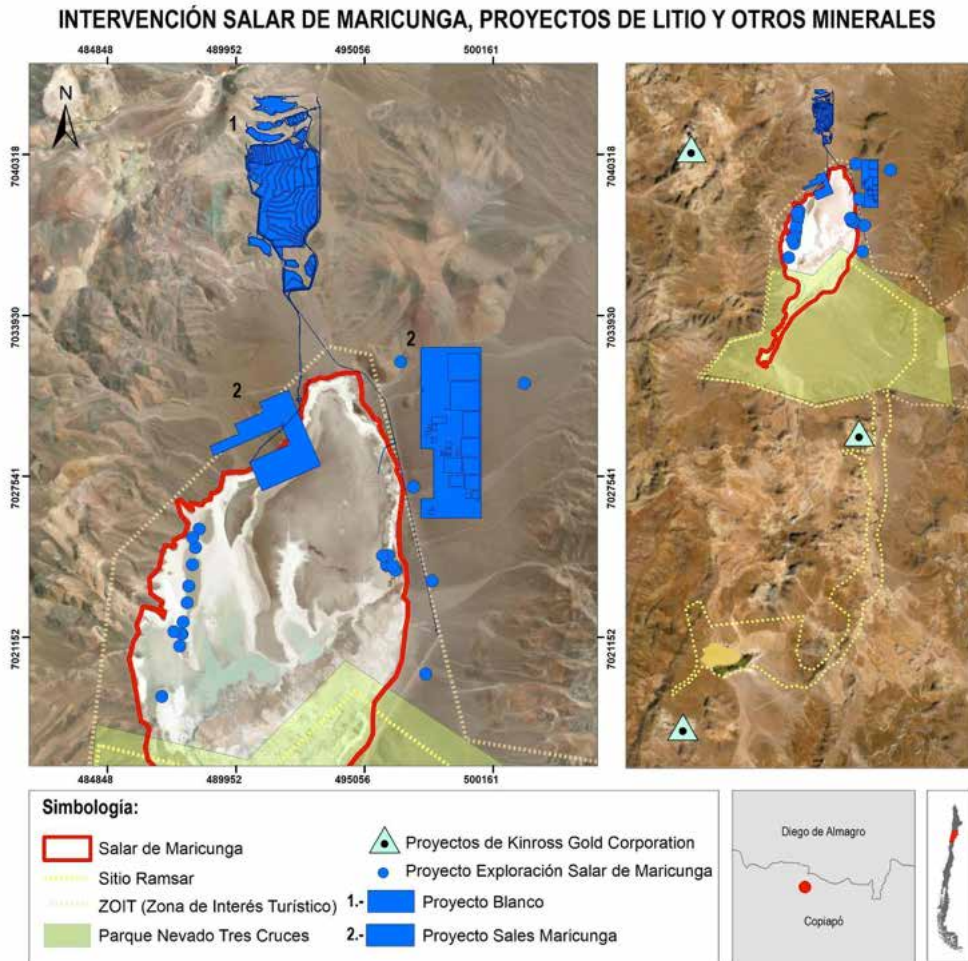 INTERVENCIÓN SALAR DE MARICUNGA, PROYECTOS DE LITIO Y OTROS MINERALES
484848 489952 495056 500161
N
1
7040318
7040318
7033930
7033930
2
2
7027541
7027541
7021152
7021152
484848 489952 495056 500161
Simbología:
Salar de Maricunga
Sitio Ramsar
ZOIT (Zona de Interés Turístico)
Parque Nevado Tres Cruces
Proyectos de Kinross Gold Corporation
Proyecto Exploración Salar de Maricunga
1.- Proyecto Blanco
2.- Proyecto Sales Maricunga
Diego de Almagro
Copiapó